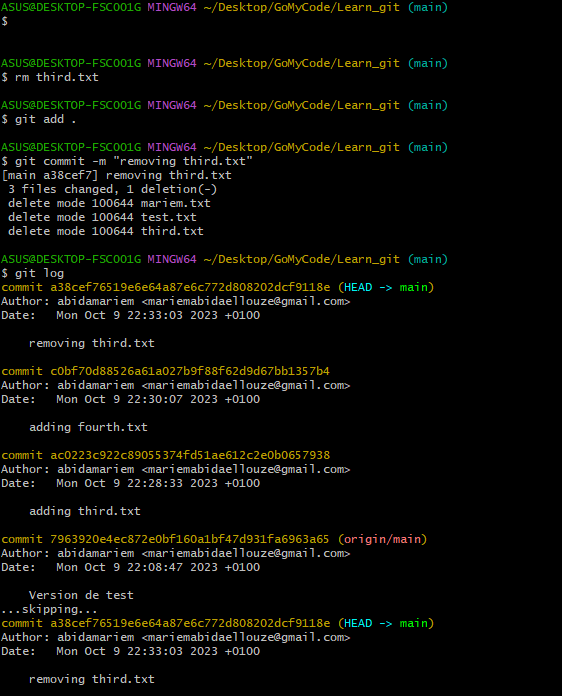 ASUS@DESKTOP-FSCOO1G MINGW64 ~/Desktop/GoMyCode/Learn_git (main)
$
ASUS@DESKTOP-FSCOO1G MINGW64 ~/Desktop/GoMyCode/Learn_git (main)
$ rm third.txt
ASUS@DESKTOP-FSCOO1G MINGW64 ~/Desktop/GoMyCode/Learn_git (main)
$ git add .
ASUS@DESKTOP-FSCOO1G MINGW64 ~/Desktop/GoMyCode/Learn_git (main)
$ git commit -m "removing third.txt"
[main a38cef7] removing third.txt
 3 files changed, 1 deletion(-)
 delete mode 100644 mariem.txt
 delete mode 100644 test.txt
 delete mode 100644 third.txt
ASUS@DESKTOP-FSCOO1G MINGW64 ~/Desktop/GoMyCode/Learn_git (main)
$ git log
commit a38cef76519e6e64a87e6c772d808202dcf9118e (HEAD -> main)
Author: abidamariem <mariemabidaellouze@gmail.com>
Date:   Mon Oct 9 22:33:03 2023 +0100
    removing third.txt
commit c0bf70d88526a61a027b9f88f62d9d67bb1357b4
Author: abidamariem <mariemabidaellouze@gmail.com>
Date:   Mon Oct 9 22:30:07 2023 +0100
    adding fourth.txt
commit ac0223c922c89055374fd51ae612c2e0b0657938
Author: abidamariem <mariemabidaellouze@gmail.com>
Date:   Mon Oct 9 22:28:33 2023 +0100
    adding third.txt
commit 7963920e4ec872e0bf160a1bf47d931fa6963a65 (origin/main)
Author: abidamariem <mariemabidaellouze@gmail.com>
Date:   Mon Oct 9 22:08:47 2023 +0100
    Version de test
...skipping...
commit a38cef76519e6e64a87e6c772d808202dcf9118e (HEAD -> main)
Author: abidamariem <mariemabidaellouze@gmail.com>
Date:   Mon Oct 9 22:33:03 2023 +0100
    removing third.txt